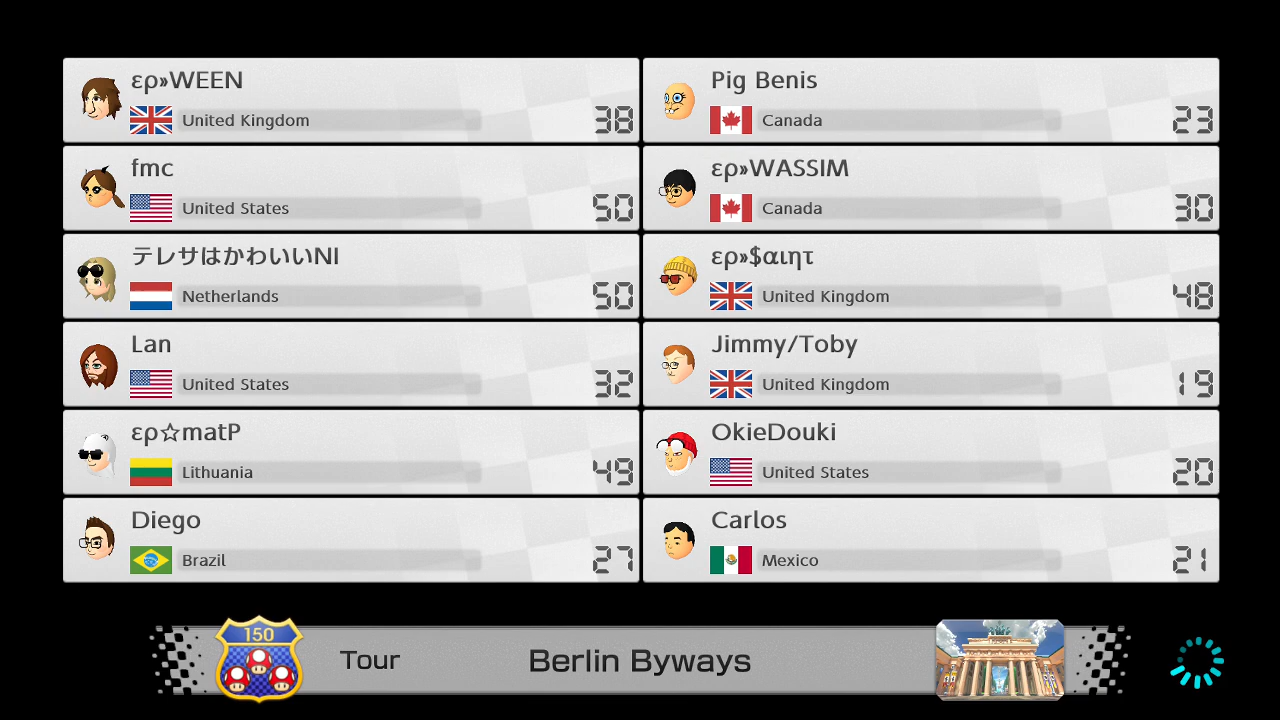 ερ»WEEN
United Kingdom
38
fmc
United States
50
テレサはかわいいNI
Netherlands
50
Lan
United States
32
ερ☆matP
Lithuania
49
Diego
Brazil
27
Pig Benis
Canada
23
ερ»WASSIM
Canada
30
ερ»$αιητ
United Kingdom
48
Jimmy/Toby
United Kingdom
19
OkieDouki
United States
20
Carlos
Mexico
21
150
Tour
Berlin Byways